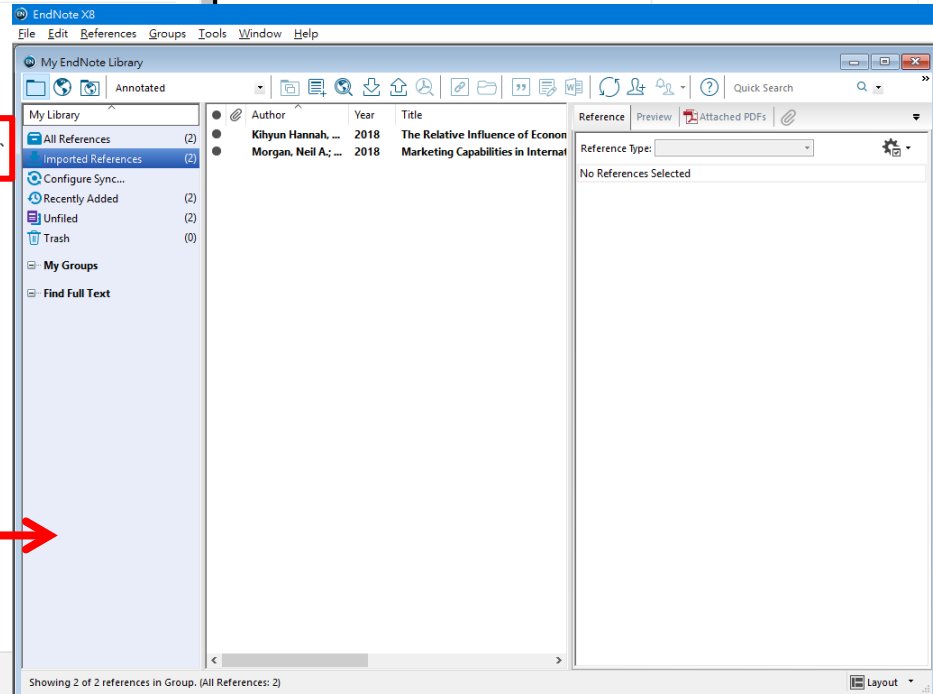 EndNote X8
File Edit References Groups Tools Window Help
My EndNote Library
Annotated
Quick Search
»
My Library
All References (2)
Imported References (2)
Configure Sync...
Recently Added (2)
Unfiled (2)
Trash (0)
My Groups
Find Full Text
Author Year Title
Kihyun Hannah, ... 2018 The Relative Influence of Econon
Morgan, Neil A.; ... 2018 Marketing Capabilities in Internat
Reference Preview Attached PDFs
Reference Type:
No References Selected
Showing 2 of 2 references in Group. (All References: 2)
Layout